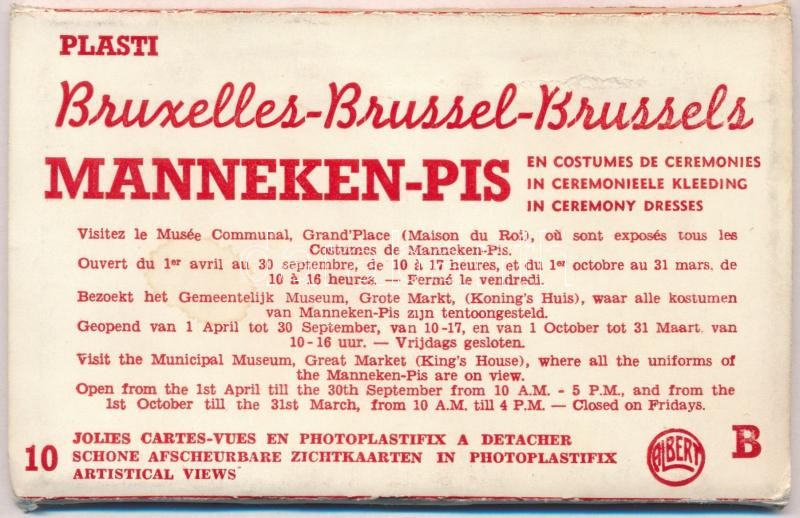 PLASTI
Bruxelles-Brussel-Brussels
MANNEKEN-PIS
EN COSTUMES DE CEREMONIES
IN CEREMONIEELE KLEEDING
IN CEREMONY DRESSES
Visitez le Musée Communal, Grand'Place (Maison du Roi), où sont exposés tous les
Costumes de Manneken-Pis.
Ouvert du 1er avril au 30 septembre, de 10 à 17 heures, et du 1er octobre au 31 mars, de
10 à 16 heures. — Fermé le vendredi.
Bezoekt het Gemeentelijk Museum, Grote Markt, (Koning's Huis), waar alle kostumen
van Manneken-Pis zijn tentoongesteld.
Geopend van 1 April tot 30 September, van 10-17, en van 1 October tot 31 Maart, van
10-16 uur. — Vrijdags gesloten.
Visit the Municipal Museum, Great Market (King's House), where all the uniforms of
the Manneken-Pis are on view.
Open from the 1st April till the 30th September from 10 A.M. - 5 P.M., and from the
1st October till the 31st March, from 10 A.M. till 4 P.M. — Closed on Fridays.
10
JOLIES CARTES-VUES EN PHOTOPLASTIFIX A DETACHER
SCHONE AFSCHEURBARE ZICHTKAARTEN IN PHOTOPLASTIFIX
ARTISTICAL VIEWS
ALBERT
B